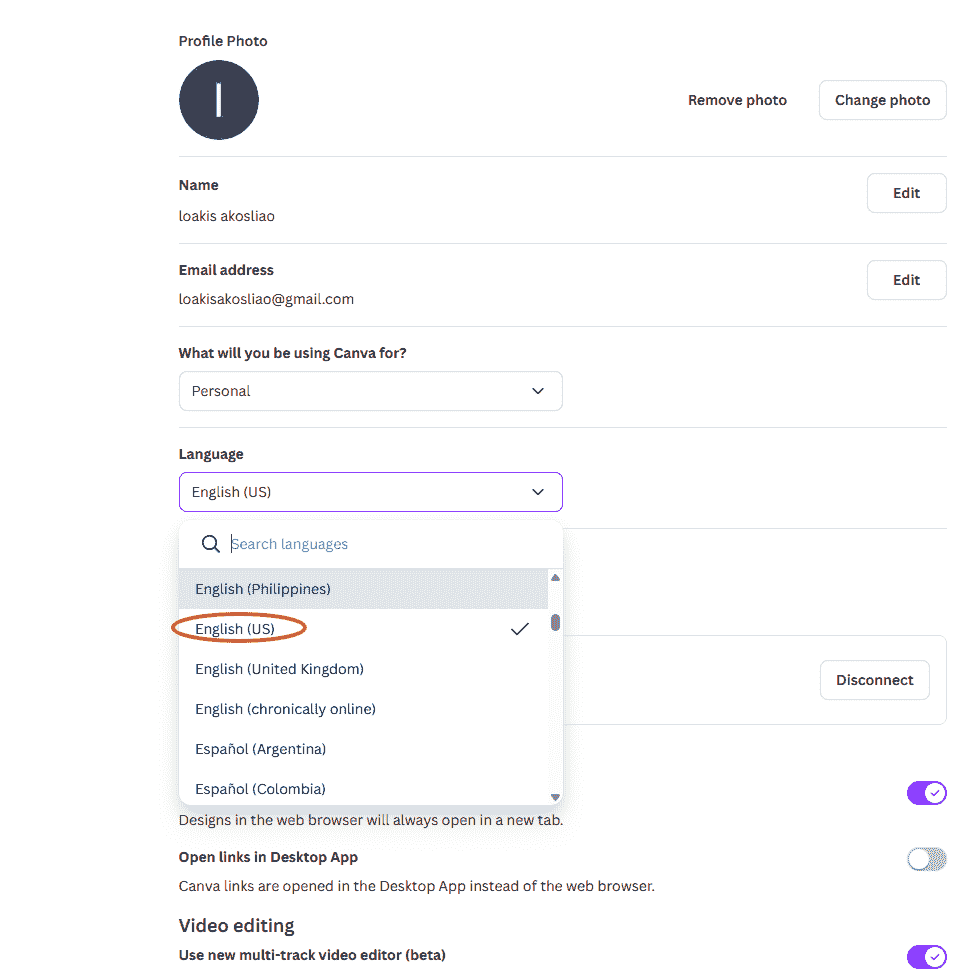 Profile Photo
l
Remove photo
Change photo
Name
loakis akosliao
Edit
Email address
loakisakosliao@gmail.com
Edit
What will you be using Canva for?
Personal
Language
English (US)
Search languages
English (Philippines)
English (US)
English (United Kingdom)
English (chronically online)
Español (Argentina)
Español (Colombia)
Disconnect
Designs in the web browser will always open in a new tab.
Open links in Desktop App
Canva links are opened in the Desktop App instead of the web browser.
Video editing
Use new multi-track video editor (beta)